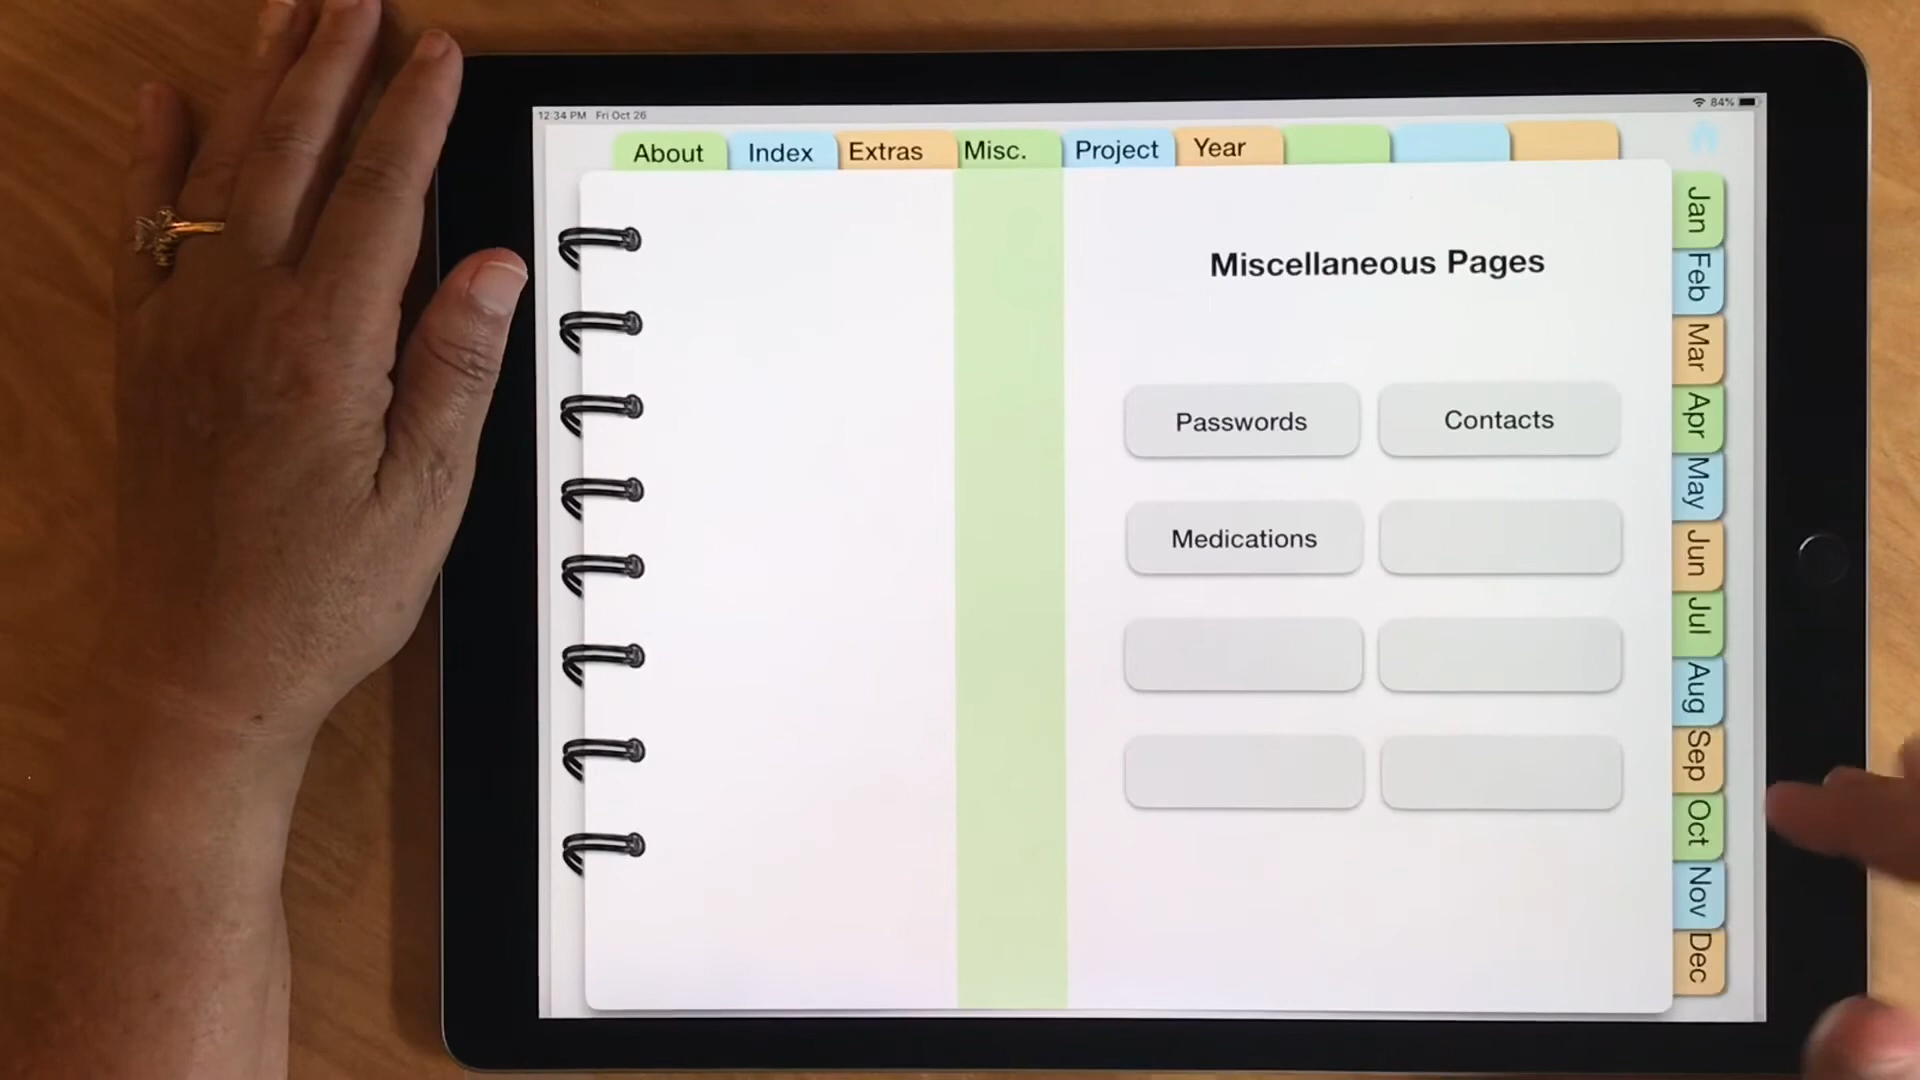 12:34 PM Fri Oct 26
84%
About Index Extras Misc. Project Year
Miscellaneous Pages
Passwords Contacts
Medications
Jan
Feb
Mar
Apr
May
Jun
Jul
Aug
Sep
Oct
Nov
Dec